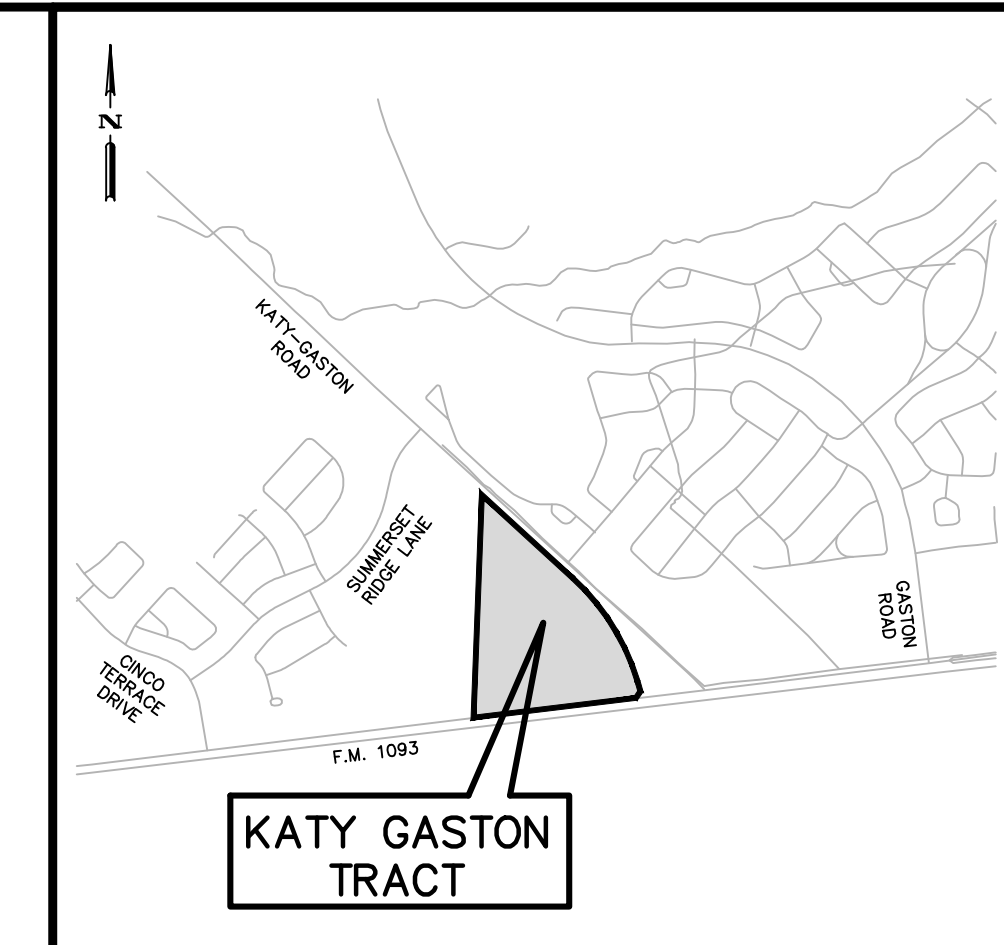 N
KATY-GASTON
ROAD
SUMMERSET
RIDGE LANE
GASTON
ROAD
CINCO
TERRACE
DRIVE
F.M. 1093
KATY GASTON
TRACT